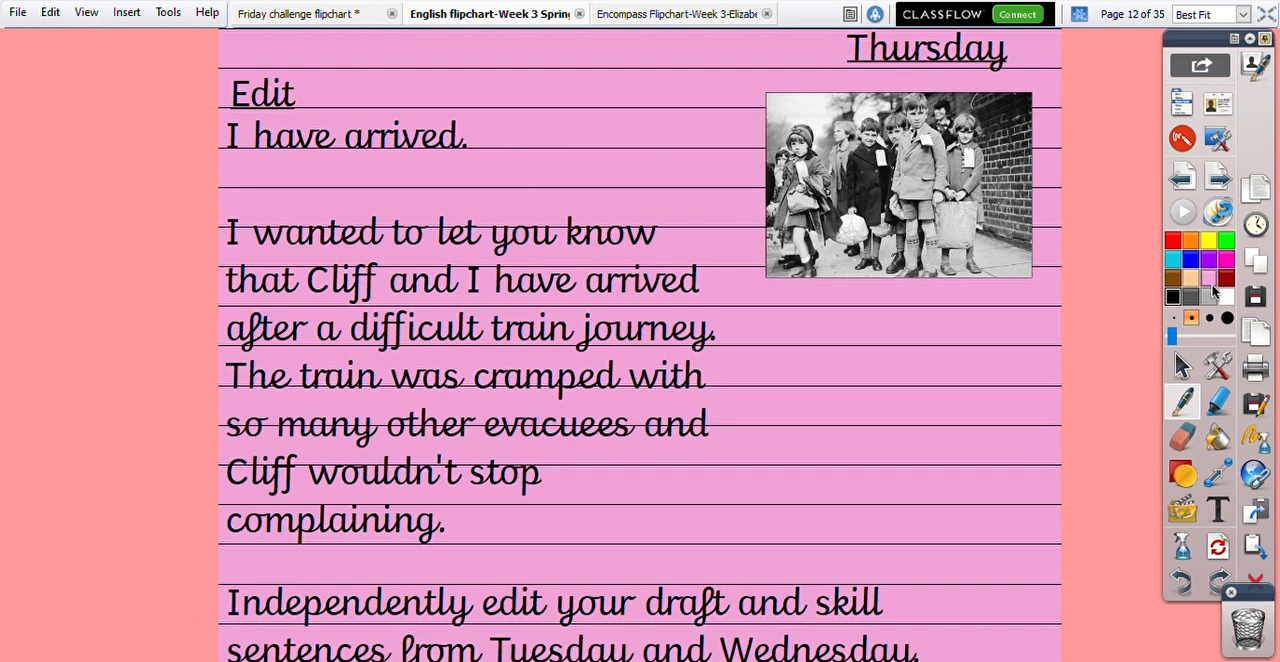 File Edit View Insert Tools Help
Friday challenge flipchart * English flipchart-Week 3 Spring Encompass Flipchart-Week 3-Elizabe
CLASSFLOW Connect Page 12 of 35 Best Fit
Thursday
Edit
I have arrived.
I wanted to let you know
that Cliff and I have arrived
after a difficult train journey.
The train was cramped with
so many other evacuees and
Cliff wouldn't stop
complaining.
Independently edit your draft and skill
sentences from Tuesday and Wednesday.